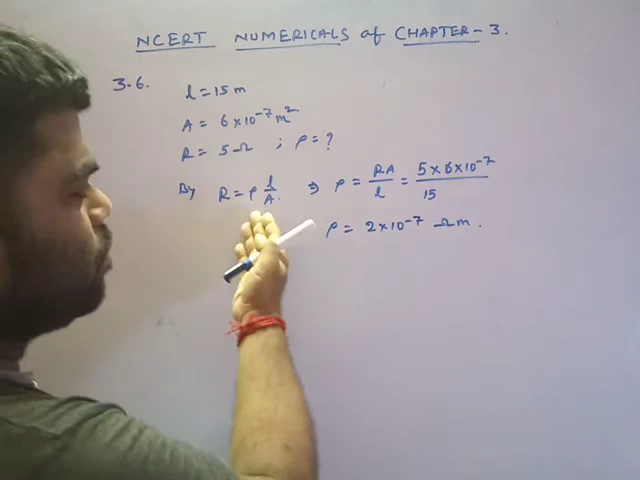 NCERT NUMERICALS of CHAPTER-3.
3.6.
l = 15 m
A = 6×10⁻⁷ m²
R = 5 Ω ; ρ = ?
By R = ρ l/A. ⇒ ρ = RA/l = 5×6×10⁻⁷/15
ρ = 2×10⁻⁷ Ωm.